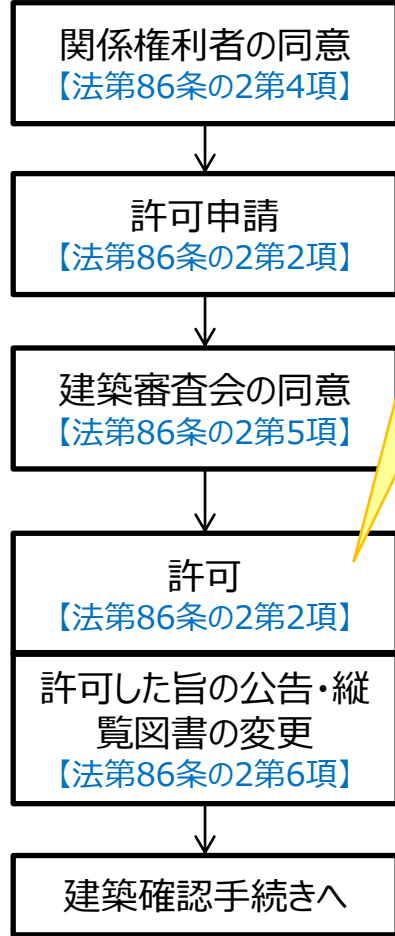 関係権利者の同意
【法第86条の2第4項】
許可申請
【法第86条の2第2項】
建築審査会の同意
【法第86条の2第5項】
許可
【法第86条の2第2項】
許可した旨の公告・縦
覧図書の変更
【法第86条の2第6項】
建築確認手続きへ